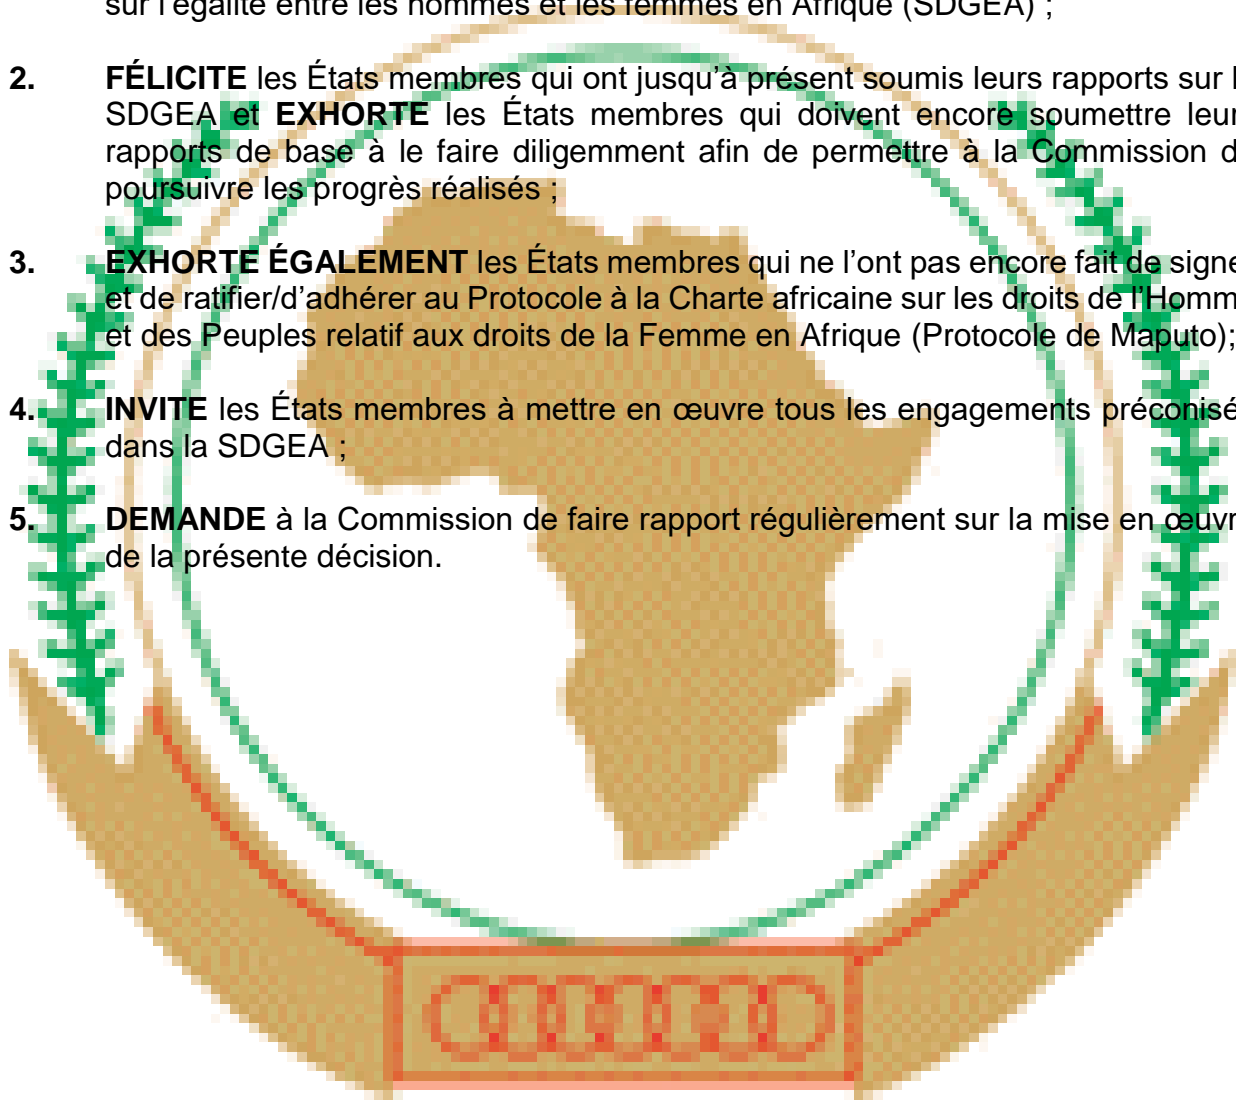 sur l'égalité entre les hommes et les femmes en Afrique (SDGEA) ;
2. FÉLICITE les États membres qui ont jusqu'à présent soumis leurs rapports sur l
SDGEA et EXHORTE les États membres qui doivent encore soumettre leur
rapports de base à le faire diligemment afin de permettre à la Commission d
poursuivre les progrès réalisés ;
3. EXHORTE ÉGALEMENT les États membres qui ne l'ont pas encore fait de signe
et de ratifier/d'adhérer au Protocole à la Charte africaine sur les droits de l'Homm
et des Peuples relatif aux droits de la Femme en Afrique (Protocole de Maputo);
4. INVITE les États membres à mettre en œuvre tous les engagements préconisé
dans la SDGEA ;
5. DEMANDE à la Commission de faire rapport régulièrement sur la mise en œuvr
de la présente décision.